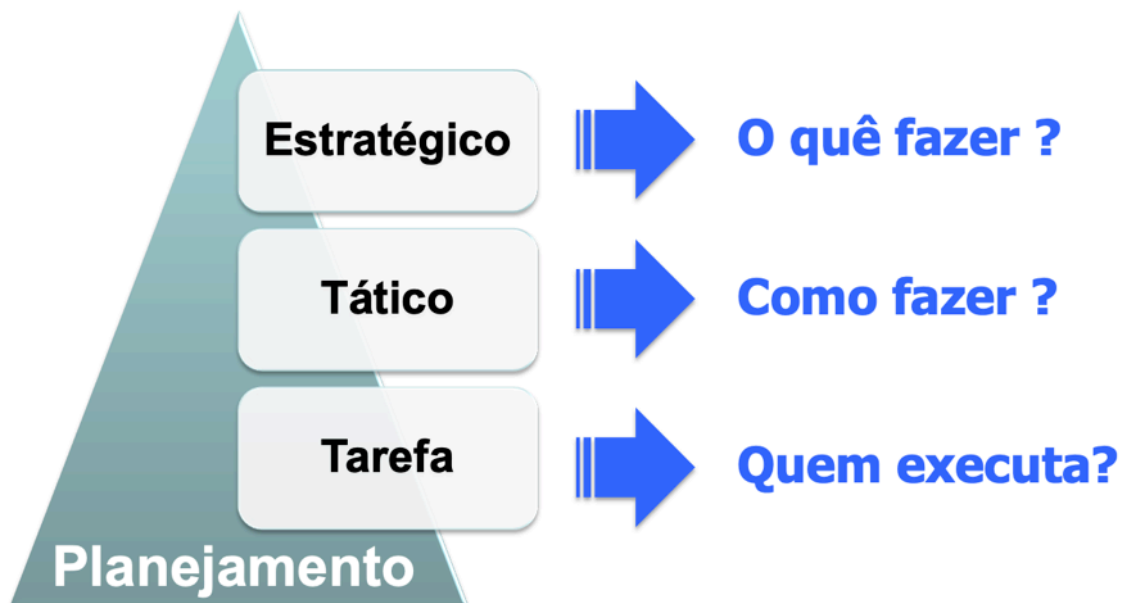 Estratégico
O quê fazer ?
Tático
Como fazer ?
Tarefa
Quem executa?
Planejamento